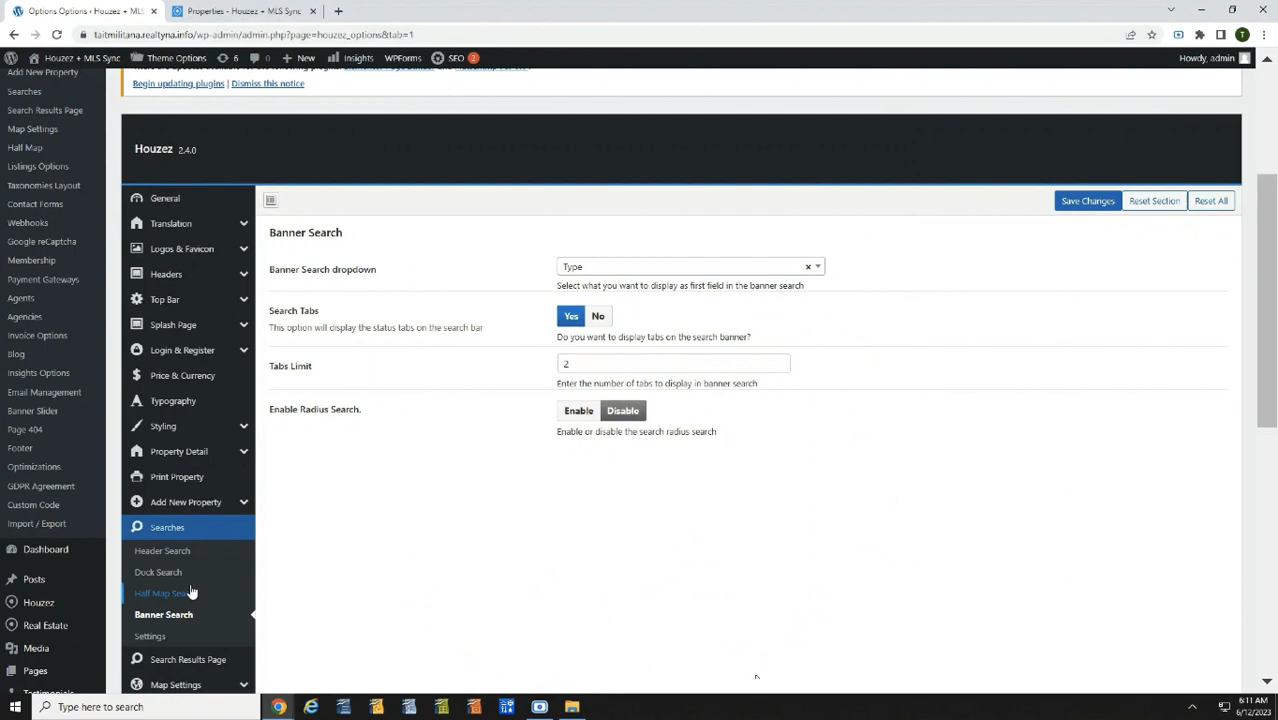 Options Options ‹ Houzez + MLS S
Properties - Houzez + MLS Sync
taitmilitana.realtyna.info/wp-admin/admin.php?page=houzez_options&tab=1
Houzez + MLS Sync
Theme Options
6
0
New
Insights
WPForms
SEO
2
Howdy, admin
Add New Property
Searches
Search Results Page
Map Settings
Half Map
Listings Options
Taxonomies Layout
Contact Forms
Webhooks
Google reCaptcha
Membership
Payment Gateways
Agents
Agencies
Invoice Options
Blog
Insights Options
Email Management
Banner Slider
Page 404
Footer
Optimizations
GDPR Agreement
Custom Code
Import / Export
Dashboard
Posts
Houzez
Real Estate
Media
Pages
Begin updating plugins | Dismiss this notice
Houzez 2.4.0
General
Translation
Logos & Favicon
Headers
Top Bar
Splash Page
Login & Register
Price & Currency
Typography
Styling
Property Detail
Print Property
Add New Property
Searches
Header Search
Dock Search
Half Map Sea
Banner Search
Settings
Search Results Page
Map Settings
Save Changes
Reset Section
Reset All
Banner Search
Banner Search dropdown
Type
Select what you want to display as first field in the banner search
Search Tabs
This option will display the status tabs on the search bar
Yes No
Do you want to display tabs on the search banner?
Tabs Limit
2
Enter the number of tabs to display in banner search
Enable Radius Search.
Enable Disable
Enable or disable the search radius search
Type here to search
6:11 AM
6/12/2023